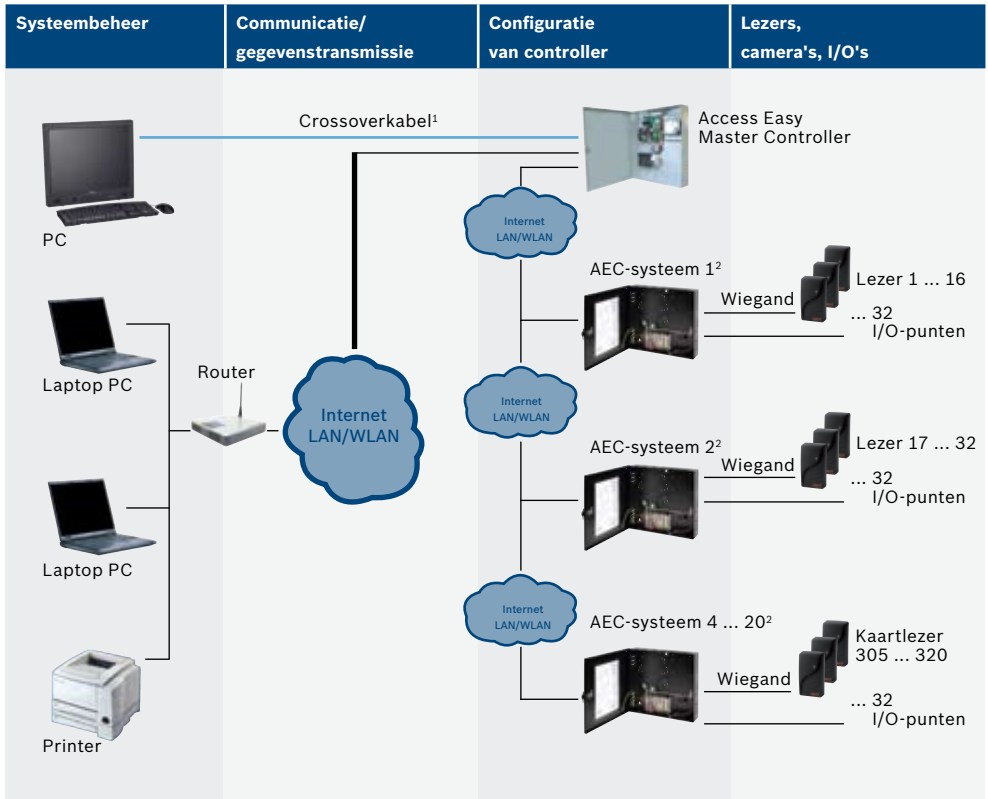 Systeembeheer
Communicatie/
gegevenstransmissie
Configuratie
van controller
Lezers,
camera's, I/O's
Crossoverkabel¹
Access Easy
Master Controller
PC
Internet
LAN/WLAN
AEC-systeem 1²
Wiegand
Lezer 1 ... 16
... 32
I/O-punten
Laptop PC
Router
Internet
LAN/WLAN
Internet
LAN/WLAN
AEC-systeem 2²
Wiegand
Lezer 17 ... 32
... 32
I/O-punten
Laptop PC
Internet
LAN/WLAN
AEC-systeem 4 ... 20²
Wiegand
Kaartlezer
305 ... 320
... 32
I/O-punten
Printer